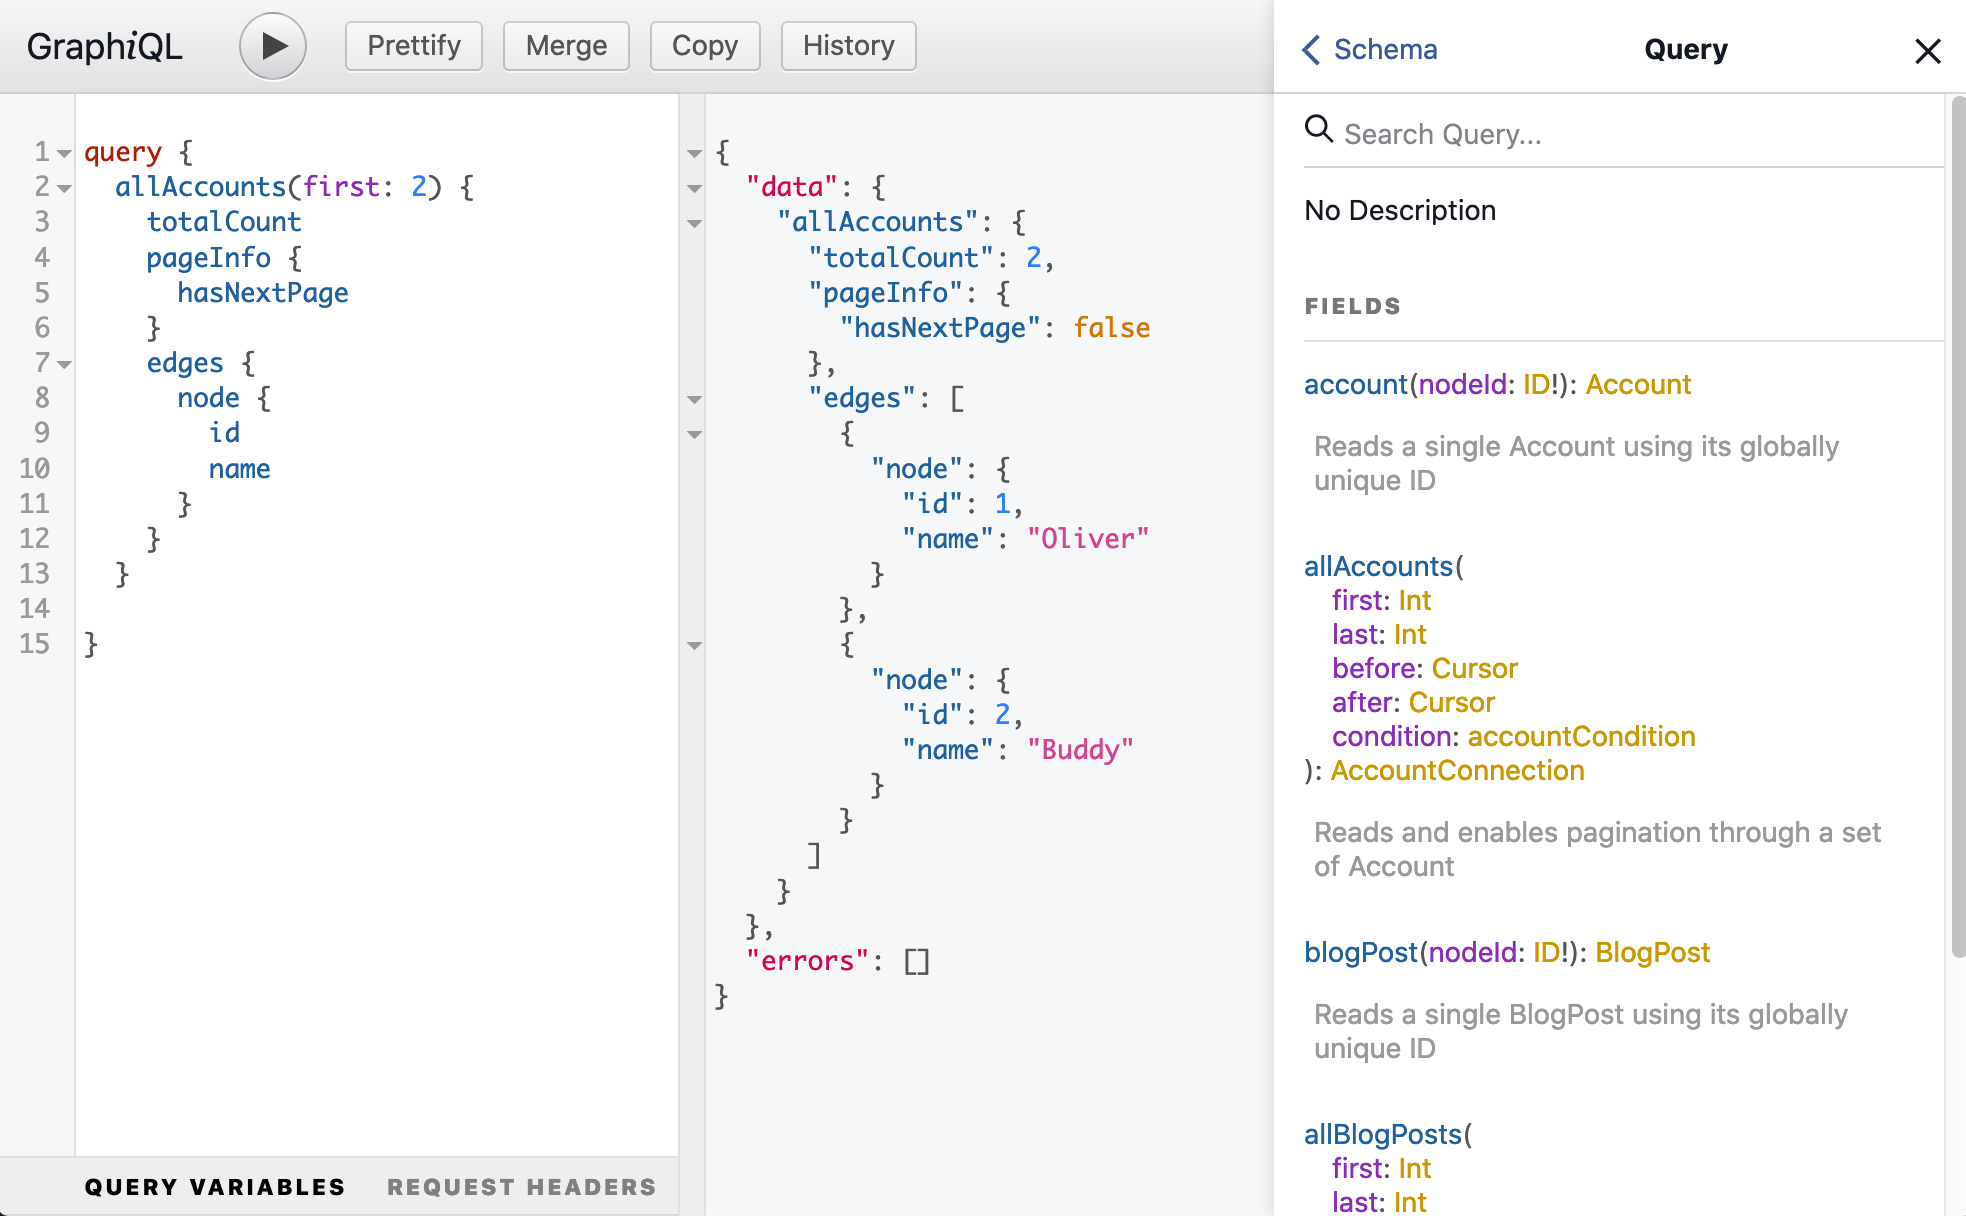 GraphiQL
Prettify
Merge
Copy
History
1 query {
2   allAccounts(first: 2) {
3     totalCount
4     pageInfo {
5       hasNextPage
6     }
7     edges {
8       node {
9         id
10         name
11       }
12     }
13   }
14
15 }
QUERY VARIABLES
REQUEST HEADERS
{
  "data": {
    "allAccounts": {
      "totalCount": 2,
      "pageInfo": {
        "hasNextPage": false
      },
      "edges": [
        {
          "node": {
            "id": 1,
            "name": "Oliver"
          }
        },
        {
          "node": {
            "id": 2,
            "name": "Buddy"
          }
        }
      ]
    }
  },
  "errors": []
}
Schema
Query
Search Query...
No Description
FIELDS
account(nodeId: ID!): Account
Reads a single Account using its globally
unique ID
allAccounts(
first: Int
last: Int
before: Cursor
after: Cursor
condition: accountCondition
): AccountConnection
Reads and enables pagination through a set
of Account
blogPost(nodeId: ID!): BlogPost
Reads a single BlogPost using its globally
unique ID
allBlogPosts(
first: Int
last: Int